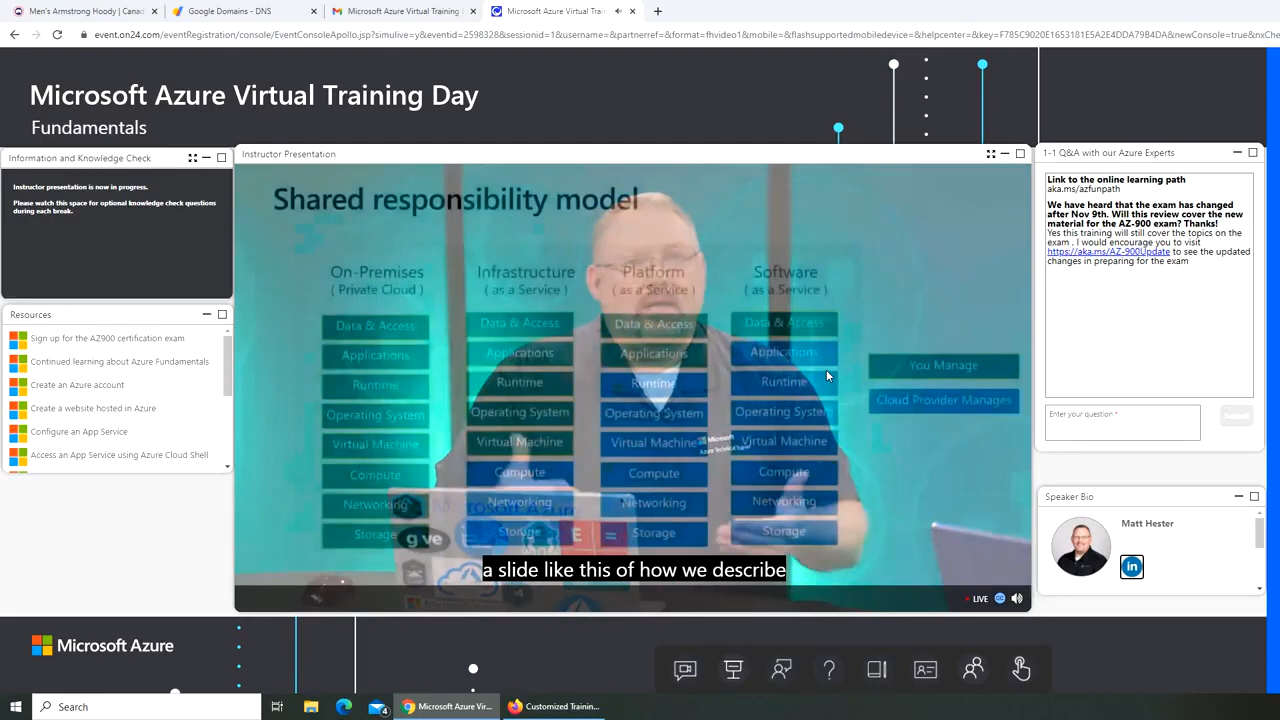 Men's Armstrong Hoody | Cana
Google Domains - DNS
Microsoft Azure Virtual Training
Microsoft Azure Virtual Trai
event.on24.com/eventRegistration/console/EventConsoleApollo.jsp?simulive=y&eventid=2598328&sessionid=1&username=&partnerref=&format=fhvideo1&mobile=&flashsupportedmobiledevice=&helpcenter=&key=F785C9020E1653181E5A2E4DDA79B4DA&newConsole=true&nxChe
Microsoft Azure Virtual Training Day
Fundamentals
Information and Knowledge Check
Instructor presentation is now in progress.
Please watch this space for optional knowledge check questions
during each break.
Resources
Sign up for the AZ900 certification exam
Continued learning about Azure Fundamentals
Create an Azure account
Create a website hosted in Azure
Configure an App Service
Access an App Service using Azure Cloud Shell
Instructor Presentation
Shared responsibility model
On-Premises
( Private Cloud )
Data & Access
Applications
Runtime
Operating System
Virtual Machine
Compute
Networking
Storage
Infrastructure
( as a Service )
Data & Access
Applications
Runtime
Operating System
Virtual Machine
Compute
Networking
Storage
Platform
( as a Service )
Data & Access
Applications
Runtime
Operating System
Virtual Machine
Compute
Networking
Storage
Software
( as a Service )
Data & Access
Applications
Runtime
Operating System
Virtual Machine
Compute
Networking
Storage
You Manage
Cloud Provider Manages
Microsoft
Azure Technical Trainer
a slide like this of how we describe
LIVE
1-1 Q&A with our Azure Experts
Link to the online learning path
aka.ms/azfunpath
We have heard that the exam has changed
after Nov 9th. Will this review cover the new
material for the AZ-900 exam? Thanks!
Yes this training will still cover the topics on the
exam , I would encourage you to visit
https://aka.ms/AZ-900Update to see the updated
changes in preparing for the exam
Enter your question *
Submit
Speaker Bio
Matt Hester
in
Microsoft Azure
Search
4
Microsoft Azure Vir...
Customized Trainin...